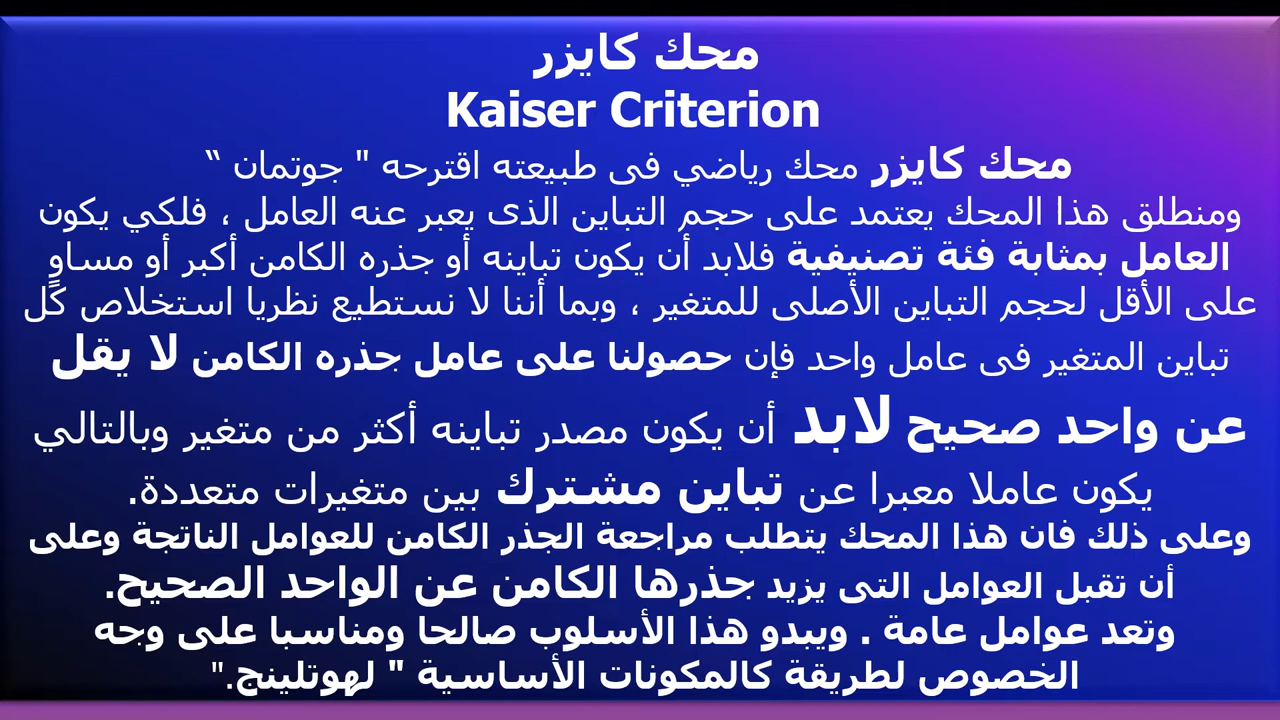 محك كايزر
Kaiser Criterion
محك كايزر محك رياضي فى طبيعته اقترحه " جوتمان “
ومنطلق هذا المحك يعتمد على حجم التباين الذى يعبر عنه العامل ، فلكي يكون
العامل بمثابة فئة تصنيفية فلابد أن يكون تباينه أو جذره الكامن أكبر أو مساوٍ
على الأقل لحجم التباين الأصلى للمتغير ، وبما أننا لا نستطيع نظريا استخلاص كل
تباين المتغير فى عامل واحد فإن حصولنا على عامل جذره الكامن لا يقل
عن واحد صحيح لابد أن يكون مصدر تباينه أكثر من متغير وبالتالي
يكون عاملا معبرا عن تباين مشترك بين متغيرات متعددة.
وعلى ذلك فان هذا المحك يتطلب مراجعة الجذر الكامن للعوامل الناتجة وعلى
أن تقبل العوامل التى يزيد جذرها الكامن عن الواحد الصحيح.
وتعد عوامل عامة . ويبدو هذا الأسلوب صالحا ومناسبا على وجه
الخصوص لطريقة كالمكونات الأساسية " لهوتلينج."